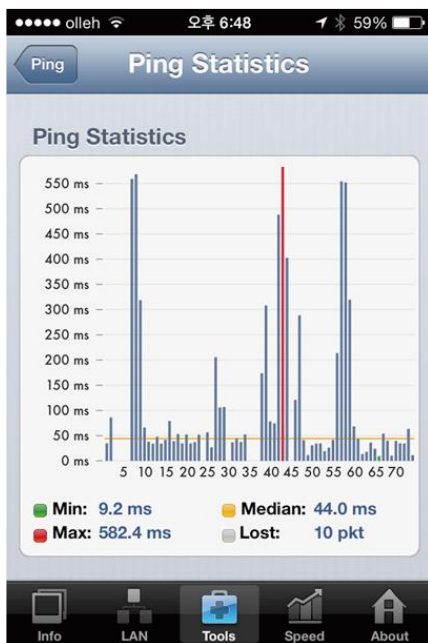 olleh 오후 6:48 59%
Ping Ping Statistics
Ping Statistics
550 ms
500 ms
450 ms
400 ms
350 ms
300 ms
250 ms
200 ms
150 ms
100 ms
50 ms
0 ms
5 10 15 20 25 30 35 40 45 50 55 60 65 70
Min: 9.2 ms Median: 44.0 ms
Max: 582.4 ms Lost: 10 pkt
Info LAN Tools Speed About